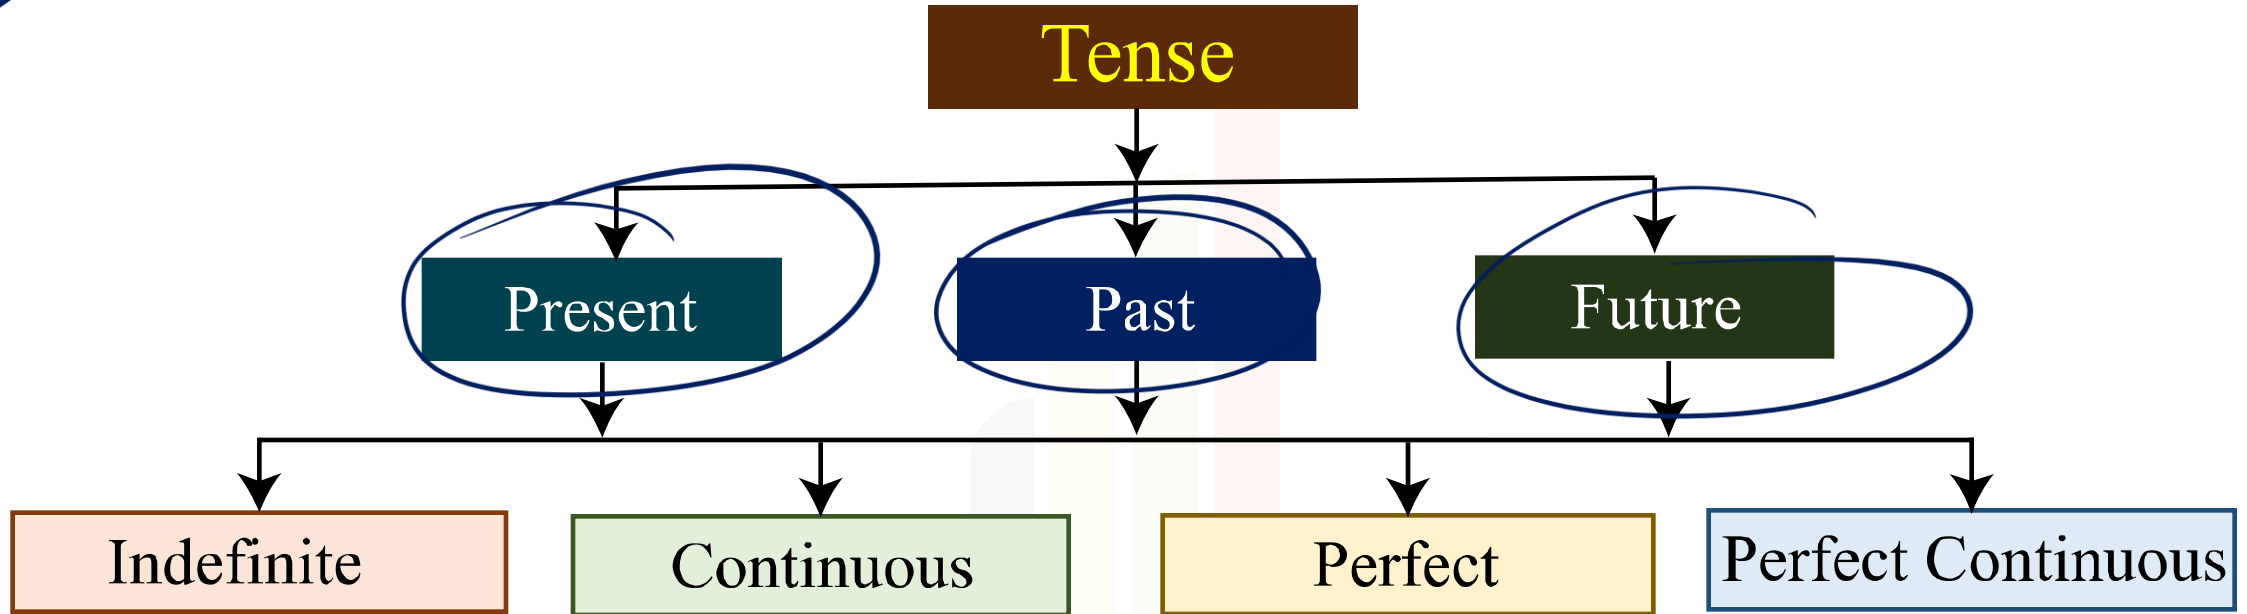 Tense
Present
Past
Future
Indefinite
Continuous
Perfect
Perfect Continuous